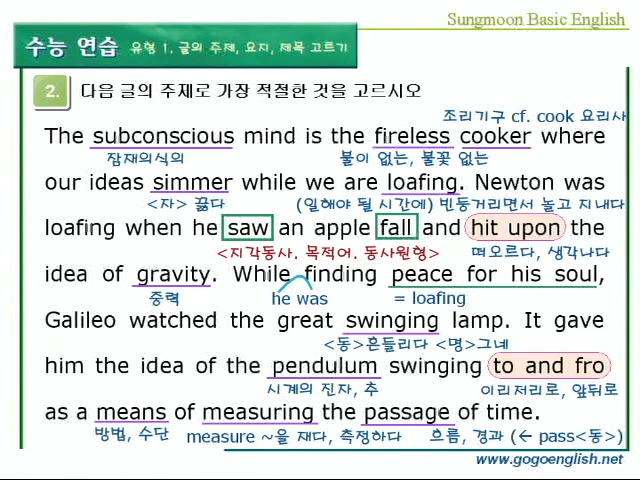 Sungmoon Basic English
수능 연습 유형 1. 글의 주제, 요지, 제목 고르기
2. 다음 글의 주제로 가장 적절한 것을 고르시오
조리기구 cf. cook 요리사
The subconscious mind is the fireless cooker where
잠재의식의 불이 없는, 불꽃 없는
our ideas simmer while we are loafing. Newton was
<자> 끓다 (일해야 될 시간에) 빈둥거리면서 놀고 지내다
loafing when he saw an apple fall and hit upon the
<지각동사. 목적어. 동사원형> 떠오르다, 생각나다
idea of gravity. While finding peace for his soul,
중력 he was = loafing
Galileo watched the great swinging lamp. It gave
<동>흔들리다 <명>그네
him the idea of the pendulum swinging to and fro
시계의 진자, 추 이리저리로, 앞뒤로
as a means of measuring the passage of time.
방법, 수단 measure ~을 재다, 측정하다 흐름, 경과 (← pass<동>)
www.gogoenglish.net